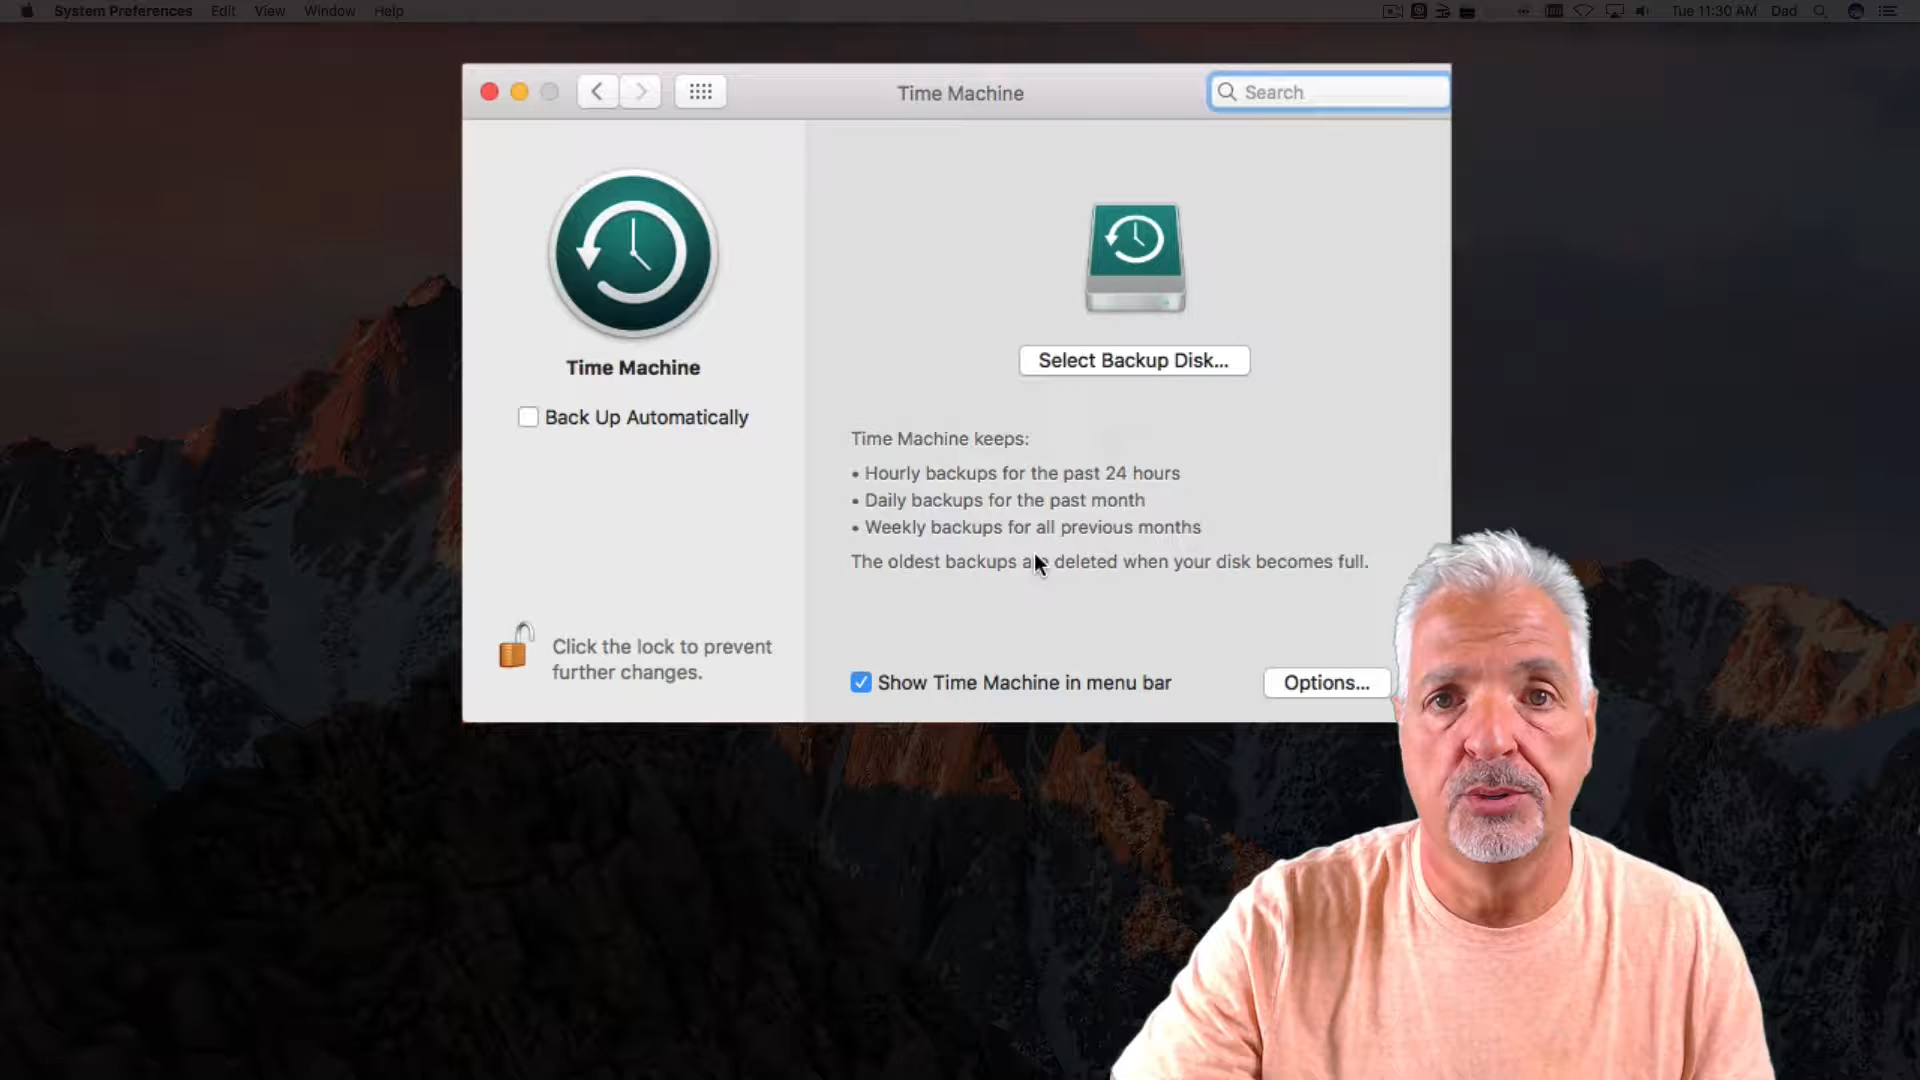 System Preferences Edit View Window Help Tue 11:30 AM Dad
Time Machine
Search
Time Machine
Back Up Automatically
Click the lock to prevent
further changes.
Select Backup Disk...
Time Machine keeps:
• Hourly backups for the past 24 hours
• Daily backups for the past month
• Weekly backups for all previous months
The oldest backups are deleted when your disk becomes full.
Show Time Machine in menu bar
Options...